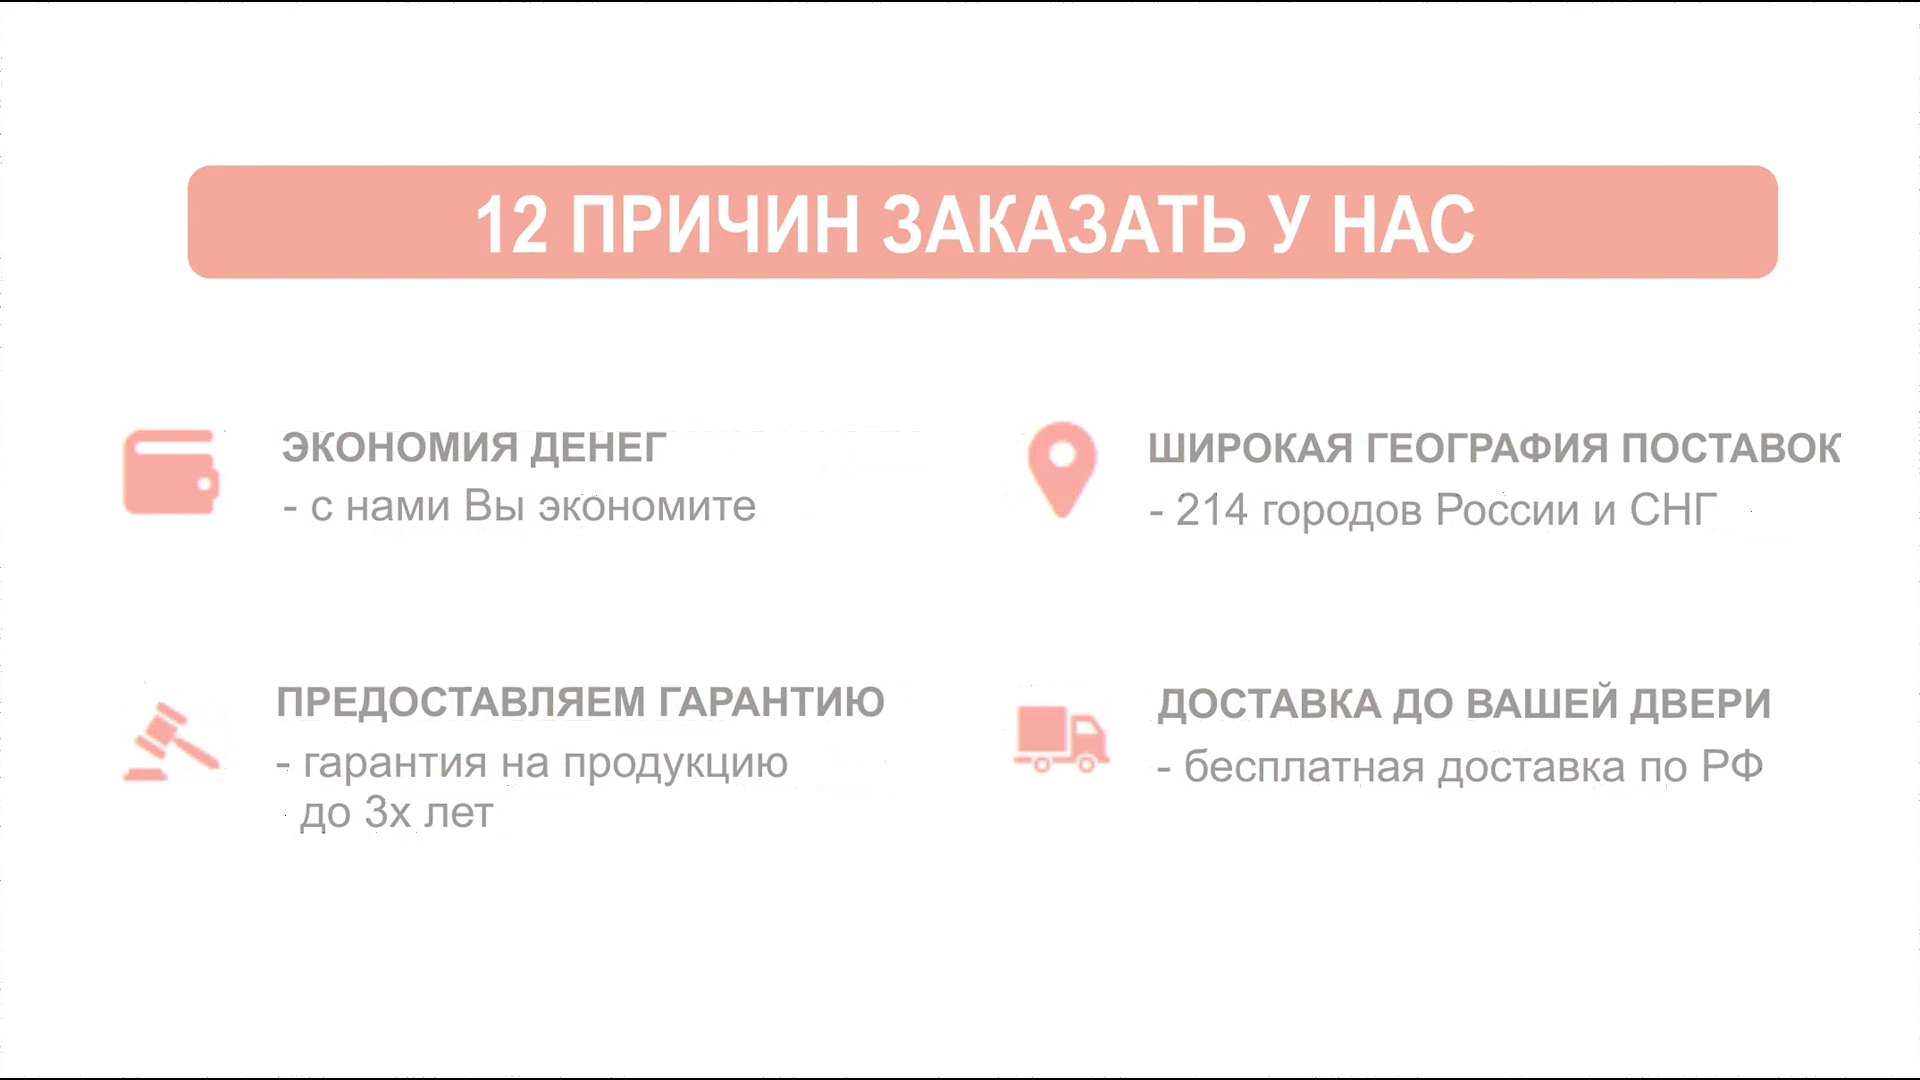 12 ПРИЧИН ЗАКАЗАТЬ У НАС
ЭКОНОМИЯ ДЕНЕГ
- с нами Вы экономите
ШИРОКАЯ ГЕОГРАФИЯ ПОСТАВОК
- 214 городов России и СНГ
ПРЕДОСТАВЛЯЕМ ГАРАНТИЮ
- гарантия на продукцию
до 3х лет
ДОСТАВКА ДО ВАШЕЙ ДВЕРИ
- бесплатная доставка по РФ